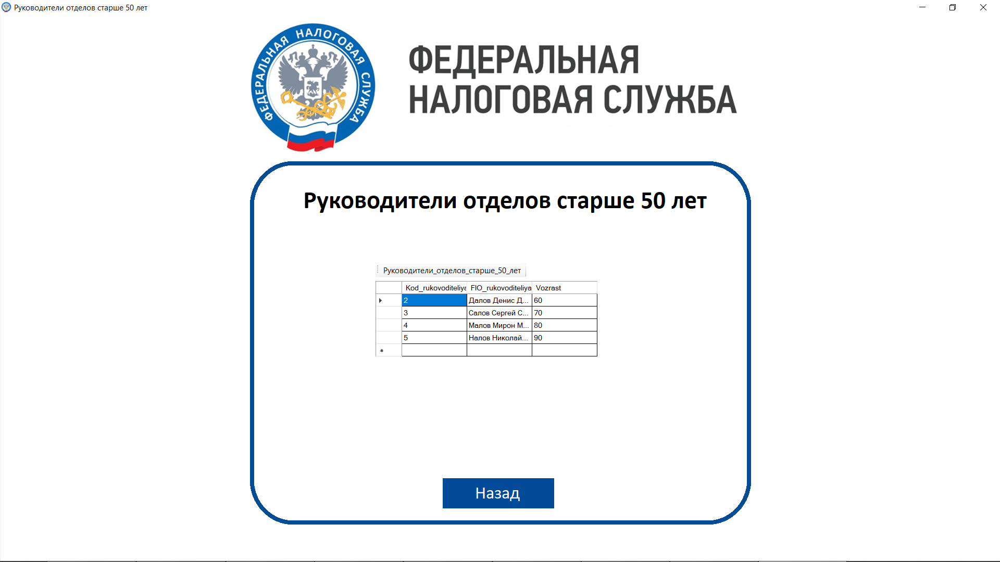 Руководители отделов старше 50 лет
ФЕДЕРАЛЬНАЯ НАЛОГОВАЯ СЛУЖБА
ФЕДЕРАЛЬНАЯ
НАЛОГОВАЯ СЛУЖБА
Руководители отделов старше 50 лет
Руководители_отделов_старше_50_лет
Kod_rukovoditeliya FIO_rukovoditeliya Vozrast
2 Далов Денис Д... 60
3 Салов Сергей С... 70
4 Малов Мирон М... 80
5 Налов Николай... 90
Назад